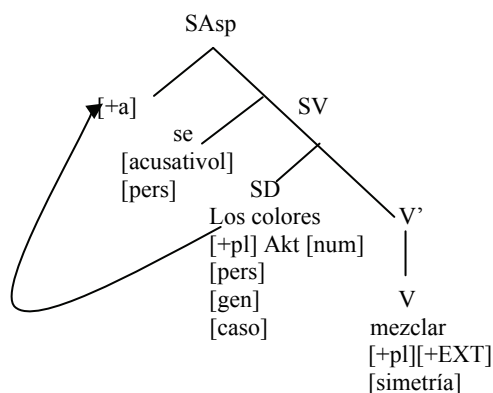 SAsp
[+a]
SV
se
[acusativol]
[pers]
SD
Los colores
[+pl] Akt [num]
[pers]
[gen]
[caso]
V’
V
mezclar
[+pl][+EXT]
[simetría]